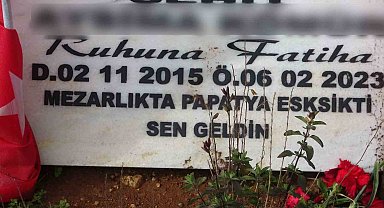 Ruhuna Fatiha
D.02 11 2015 Ö.06 02 2023
MEZARLIKTA PAPATYA ESKSİKTİ
SEN GELDİN